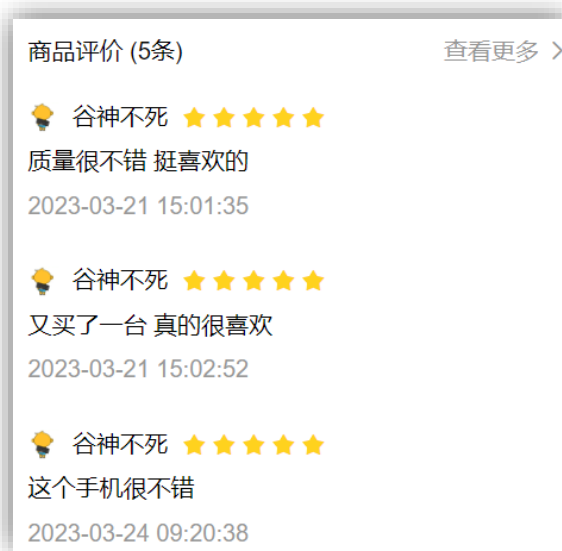 商品评价 (5条) 查看更多
谷神不死
质量很不错 挺喜欢的
2023-03-21 15:01:35
谷神不死
又买了一台 真的很喜欢
2023-03-21 15:02:52
谷神不死
这个手机很不错
2023-03-24 09:20:38